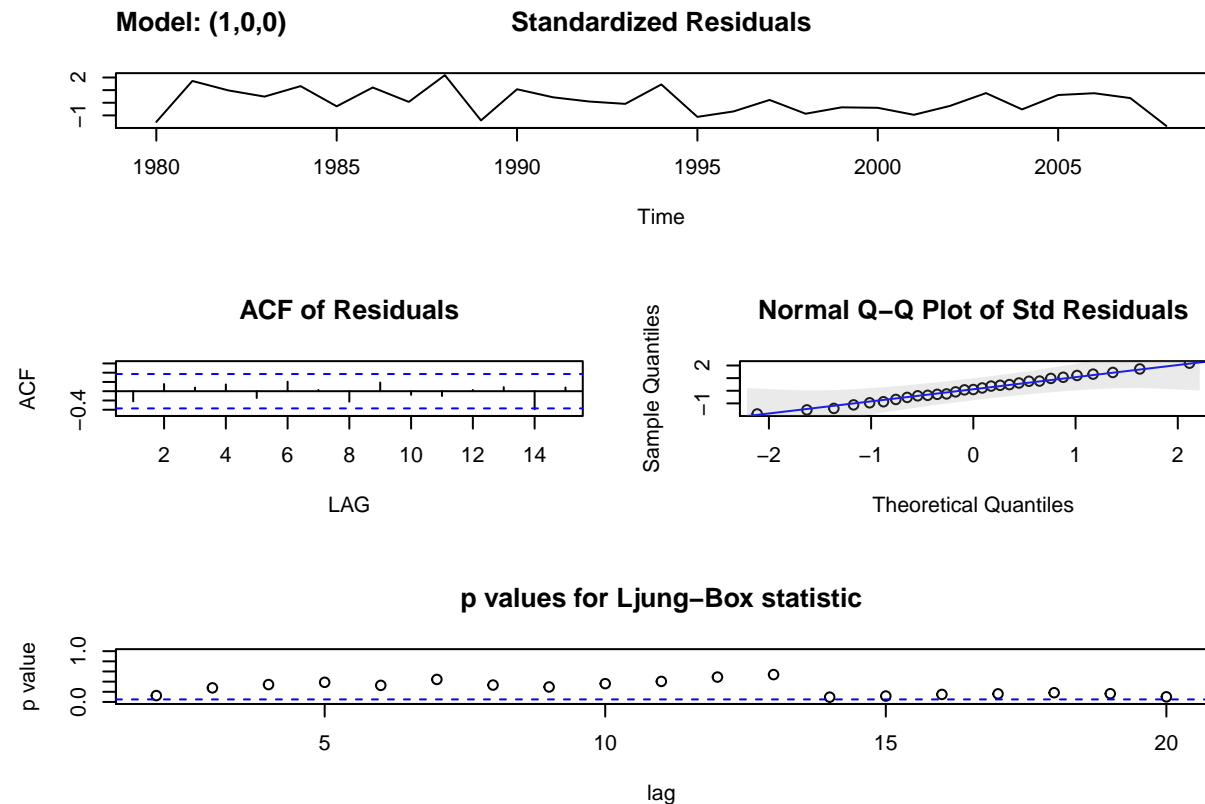 Model: (1,0,0) Standardized Residuals
2
−1
1980 1985 1990 1995 2000 2005
Time
ACF of Residuals
ACF
−0.4
2 4 6 8 10 12 14
LAG
Normal Q−Q Plot of Std Residuals
Sample Quantiles
2
−1
−2 −1 0 1 2
Theoretical Quantiles
p values for Ljung−Box statistic
p value
1.0
0.0
5 10 15 20
lag